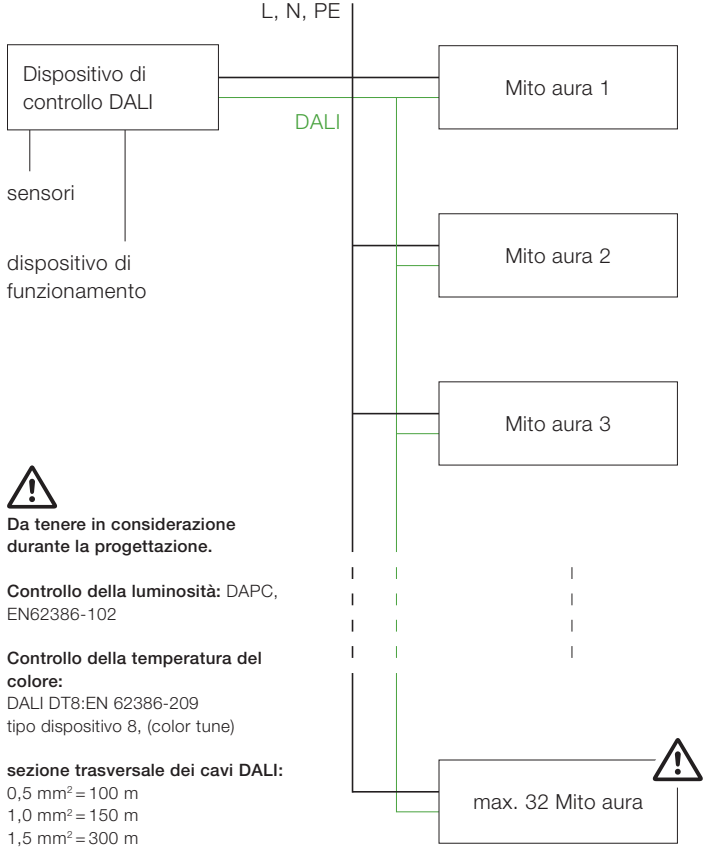 L, N, PE
Dispositivo di
controllo DALI
Mito aura 1
DALI
sensori
Mito aura 2
dispositivo di
funzionamento
Mito aura 3
Da tenere in considerazione
durante la progettazione.
Controllo della luminosità: DAPC,
EN62386-102
Controllo della temperatura del
colore:
DALI DT8:EN 62386-209
tipo dispositivo 8, (color tune)
sezione trasversale dei cavi DALI:
0,5 mm² = 100 m
1,0 mm² = 150 m
1,5 mm² = 300 m
max. 32 Mito aura